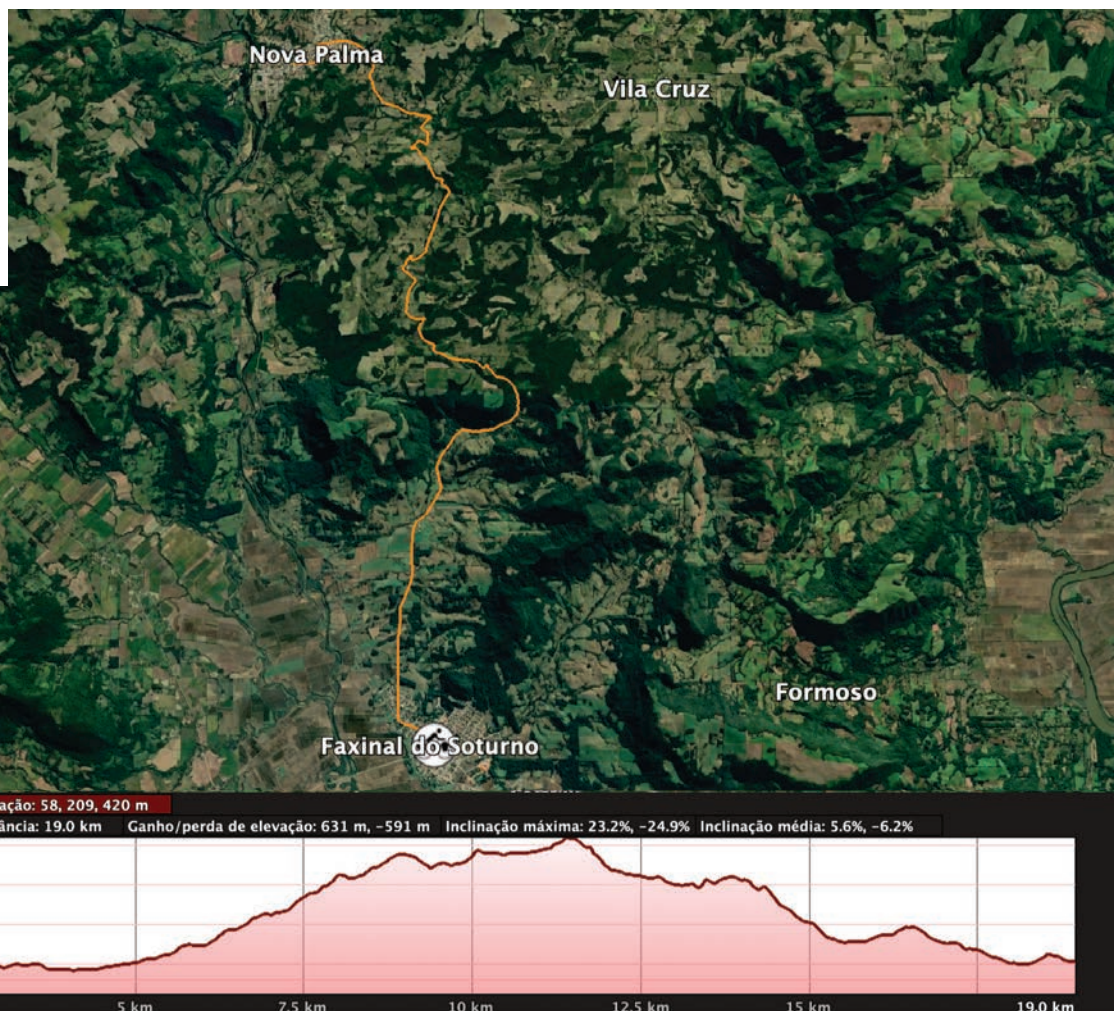 Nova Palma
Vila Cruz
Formoso
Faxinal do Soturno
ação: 58, 209, 420 m
ância: 19.0 km Ganho/perda de elevação: 631 m, -591 m Inclinação máxima: 23.2%, -24.9% Inclinação média: 5.6%, -6.2%
5 km 7.5 km 10 km 12.5 km 15 km 19.0 km